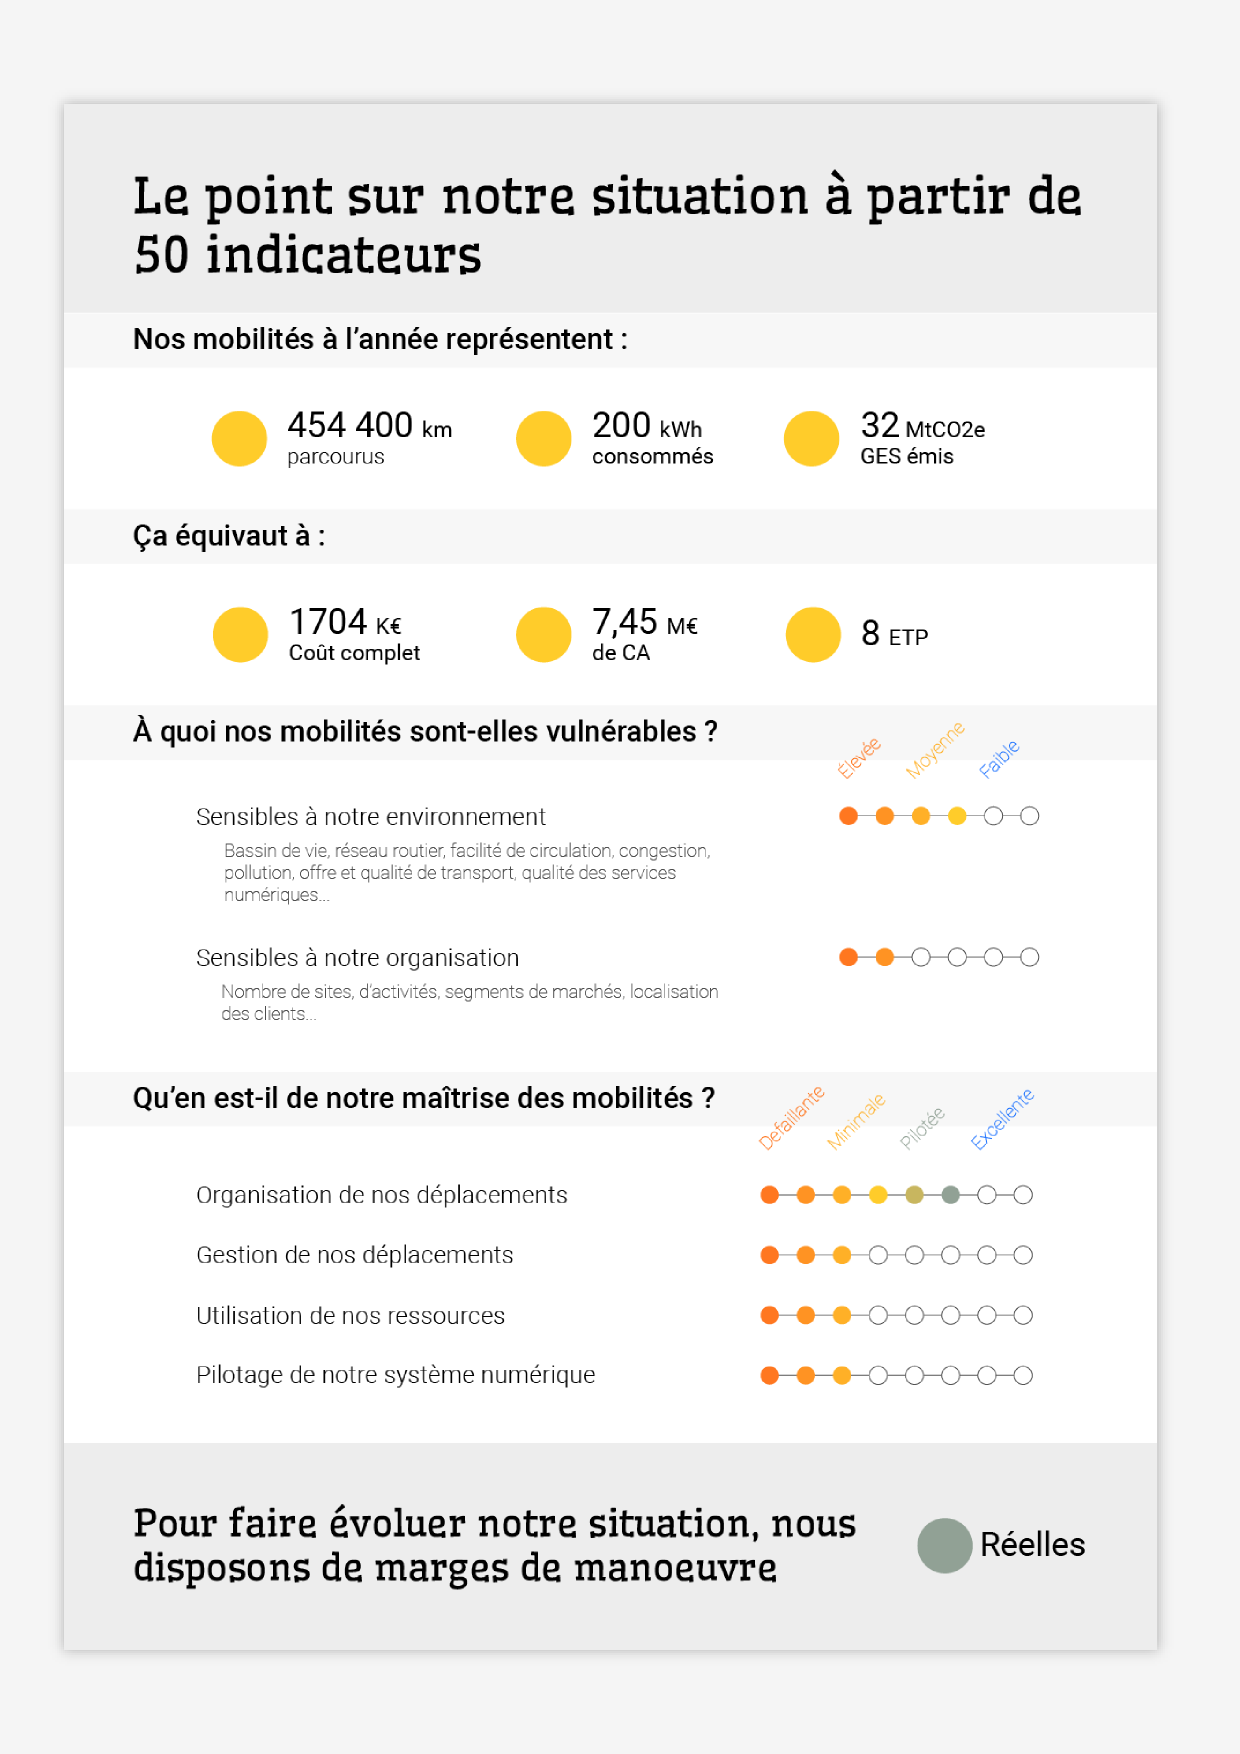 Le point sur notre situation à partir de
50 indicateurs
Nos mobilités à l’année représentent :
454 400 km
parcourus
200 kWh
consommés
32 MtCO2e
GES émis
Ça équivaut à :
1704 K€
Coût complet
7,45 M€
de CA
8 ETP
À quoi nos mobilités sont-elles vulnérables ?
Élevée
Moyenne
Faible
Sensibles à notre environnement
Bassin de vie, réseau routier, facilité de circulation, congestion,
pollution, offre et qualité de transport, qualité des services
numériques...
Sensibles à notre organisation
Nombre de sites, d’activités, segments de marchés, localisation
des clients...
Qu’en est-il de notre maîtrise des mobilités ?
Defaillante
Minimale
Pilotée
Excellente
Organisation de nos déplacements
Gestion de nos déplacements
Utilisation de nos ressources
Pilotage de notre système numérique
Pour faire évoluer notre situation, nous
disposons de marges de manoeuvre
Réelles